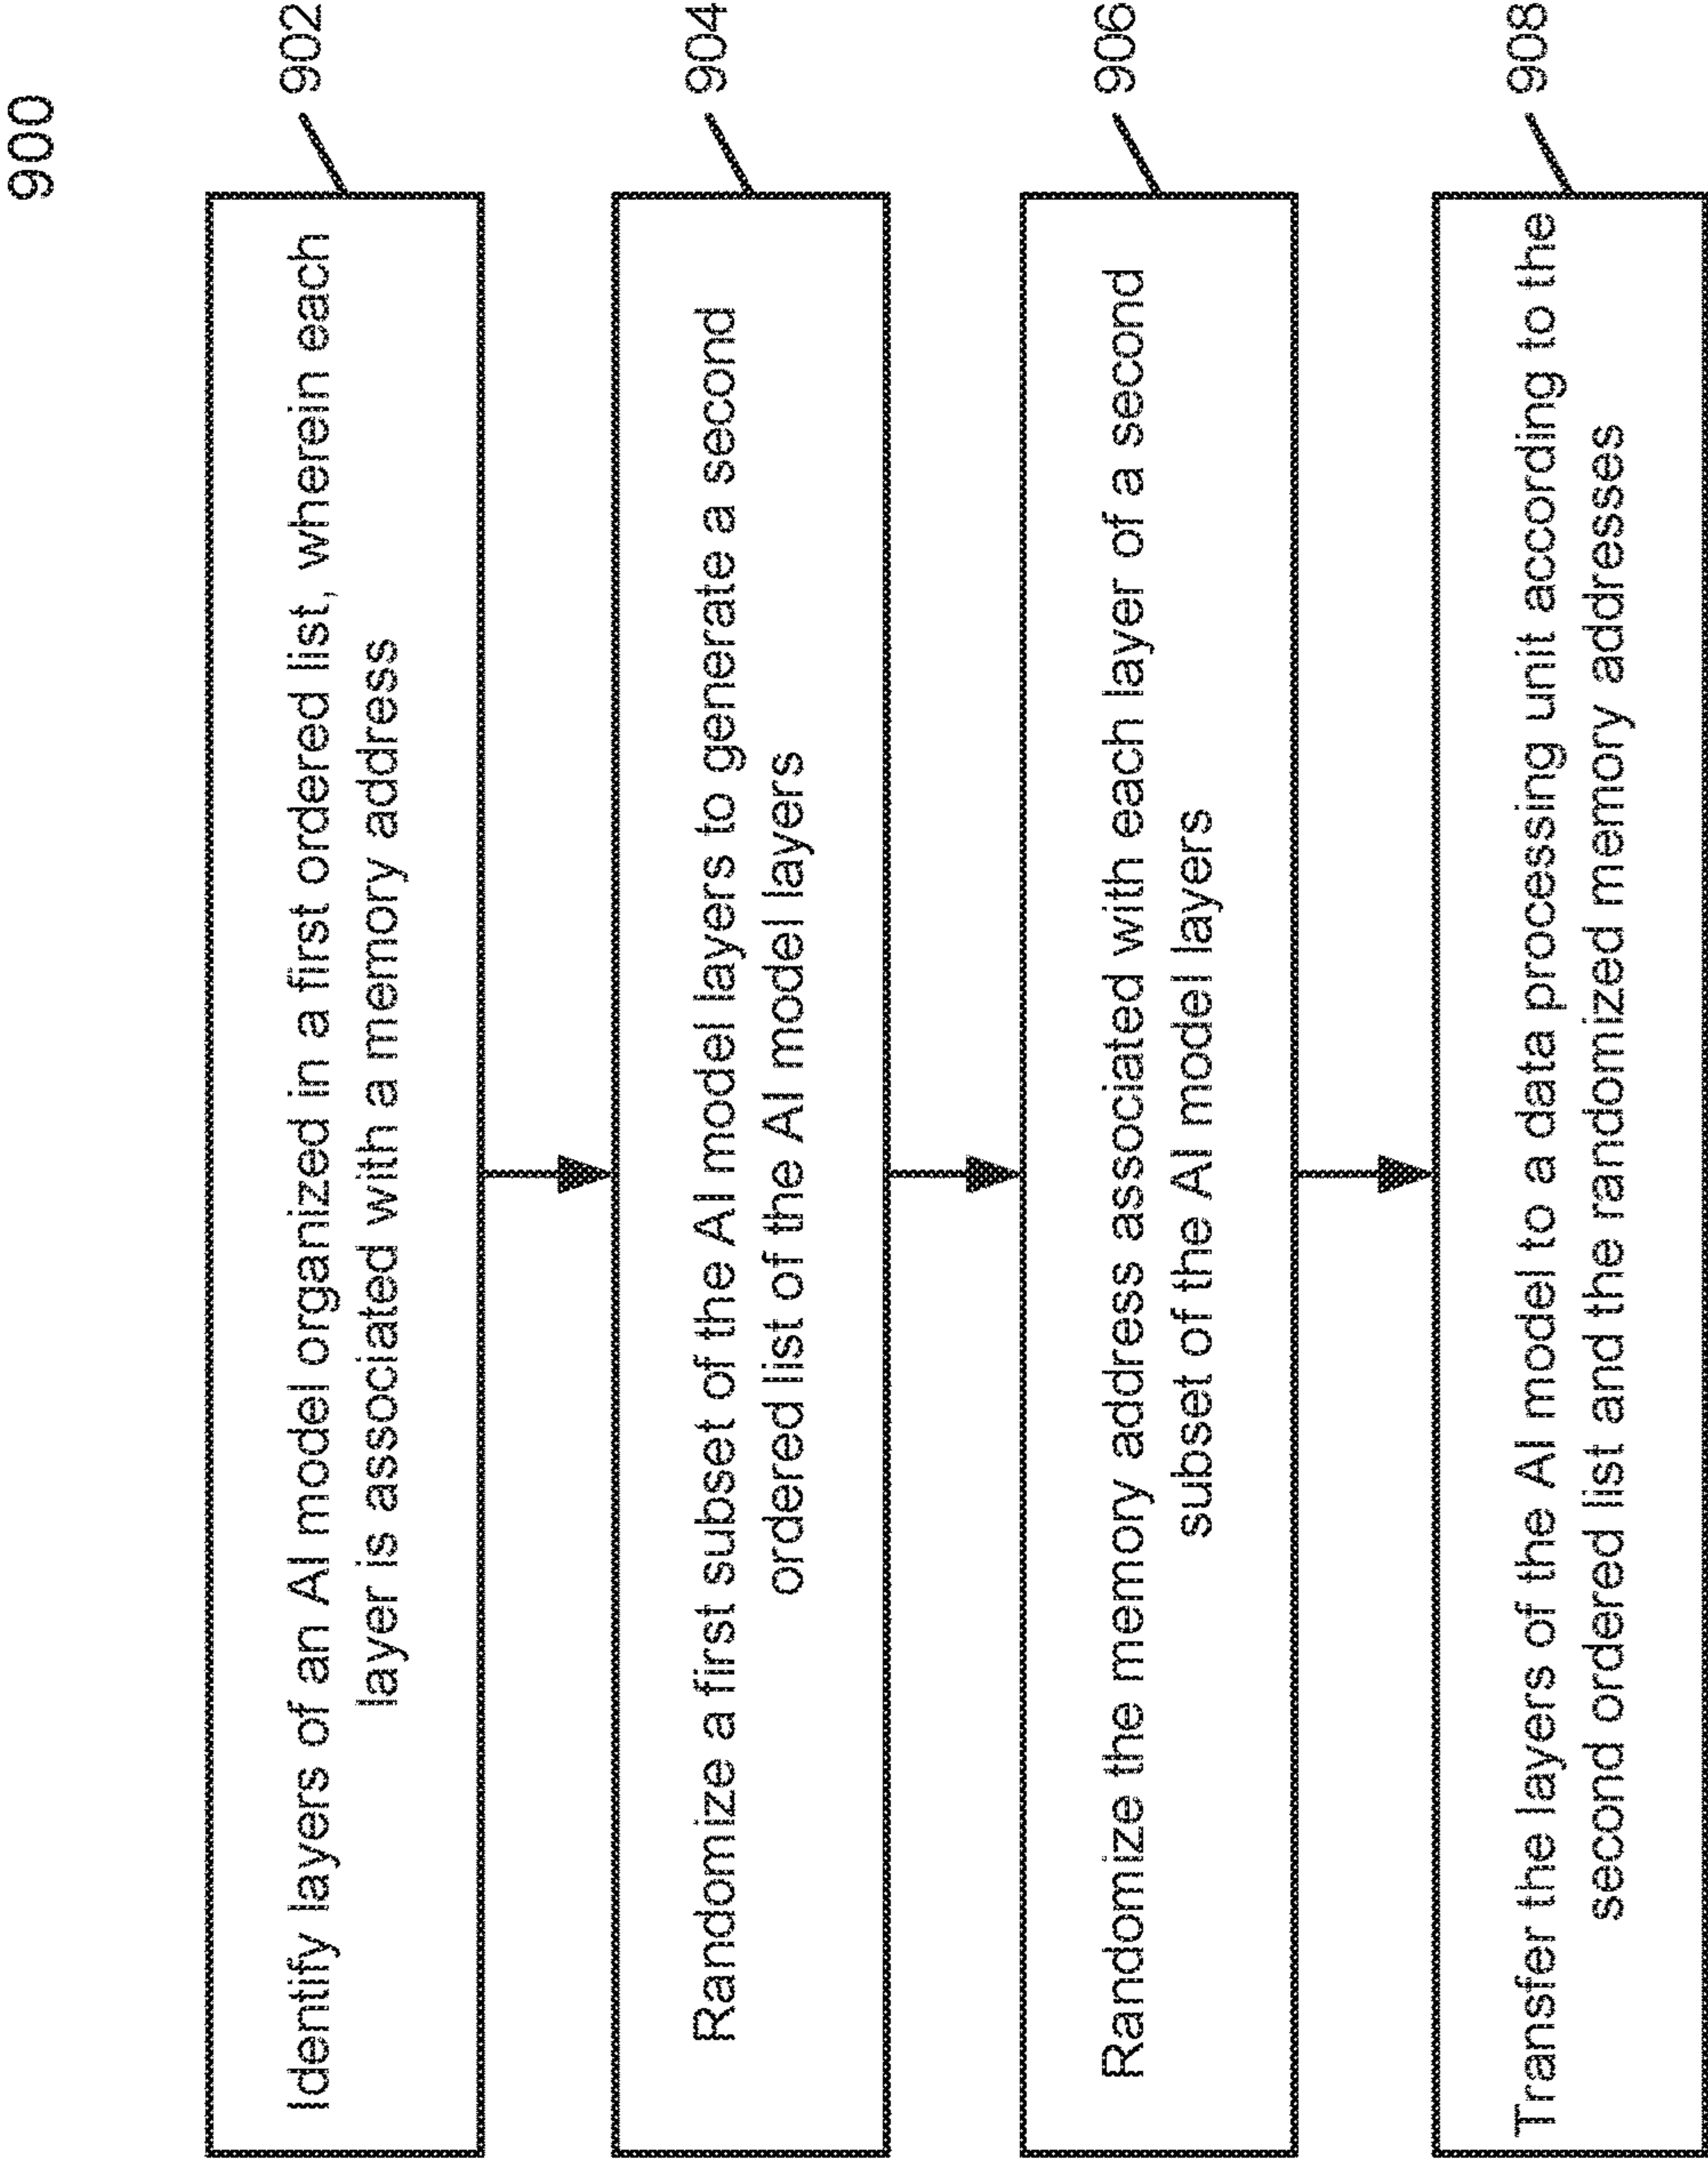 900
Identify layers of an AI model organized in a first ordered list, wherein each
layer is associated with a memory address
902
Randomize a first subset of the AI model layers to generate a second
ordered list of the AI model layers
904
Randomize the memory address associated with each layer of a second
subset of the AI model layers
906
Transfer the layers of the AI model to a data processing unit according to the
second ordered list and the randomized memory addresses
908